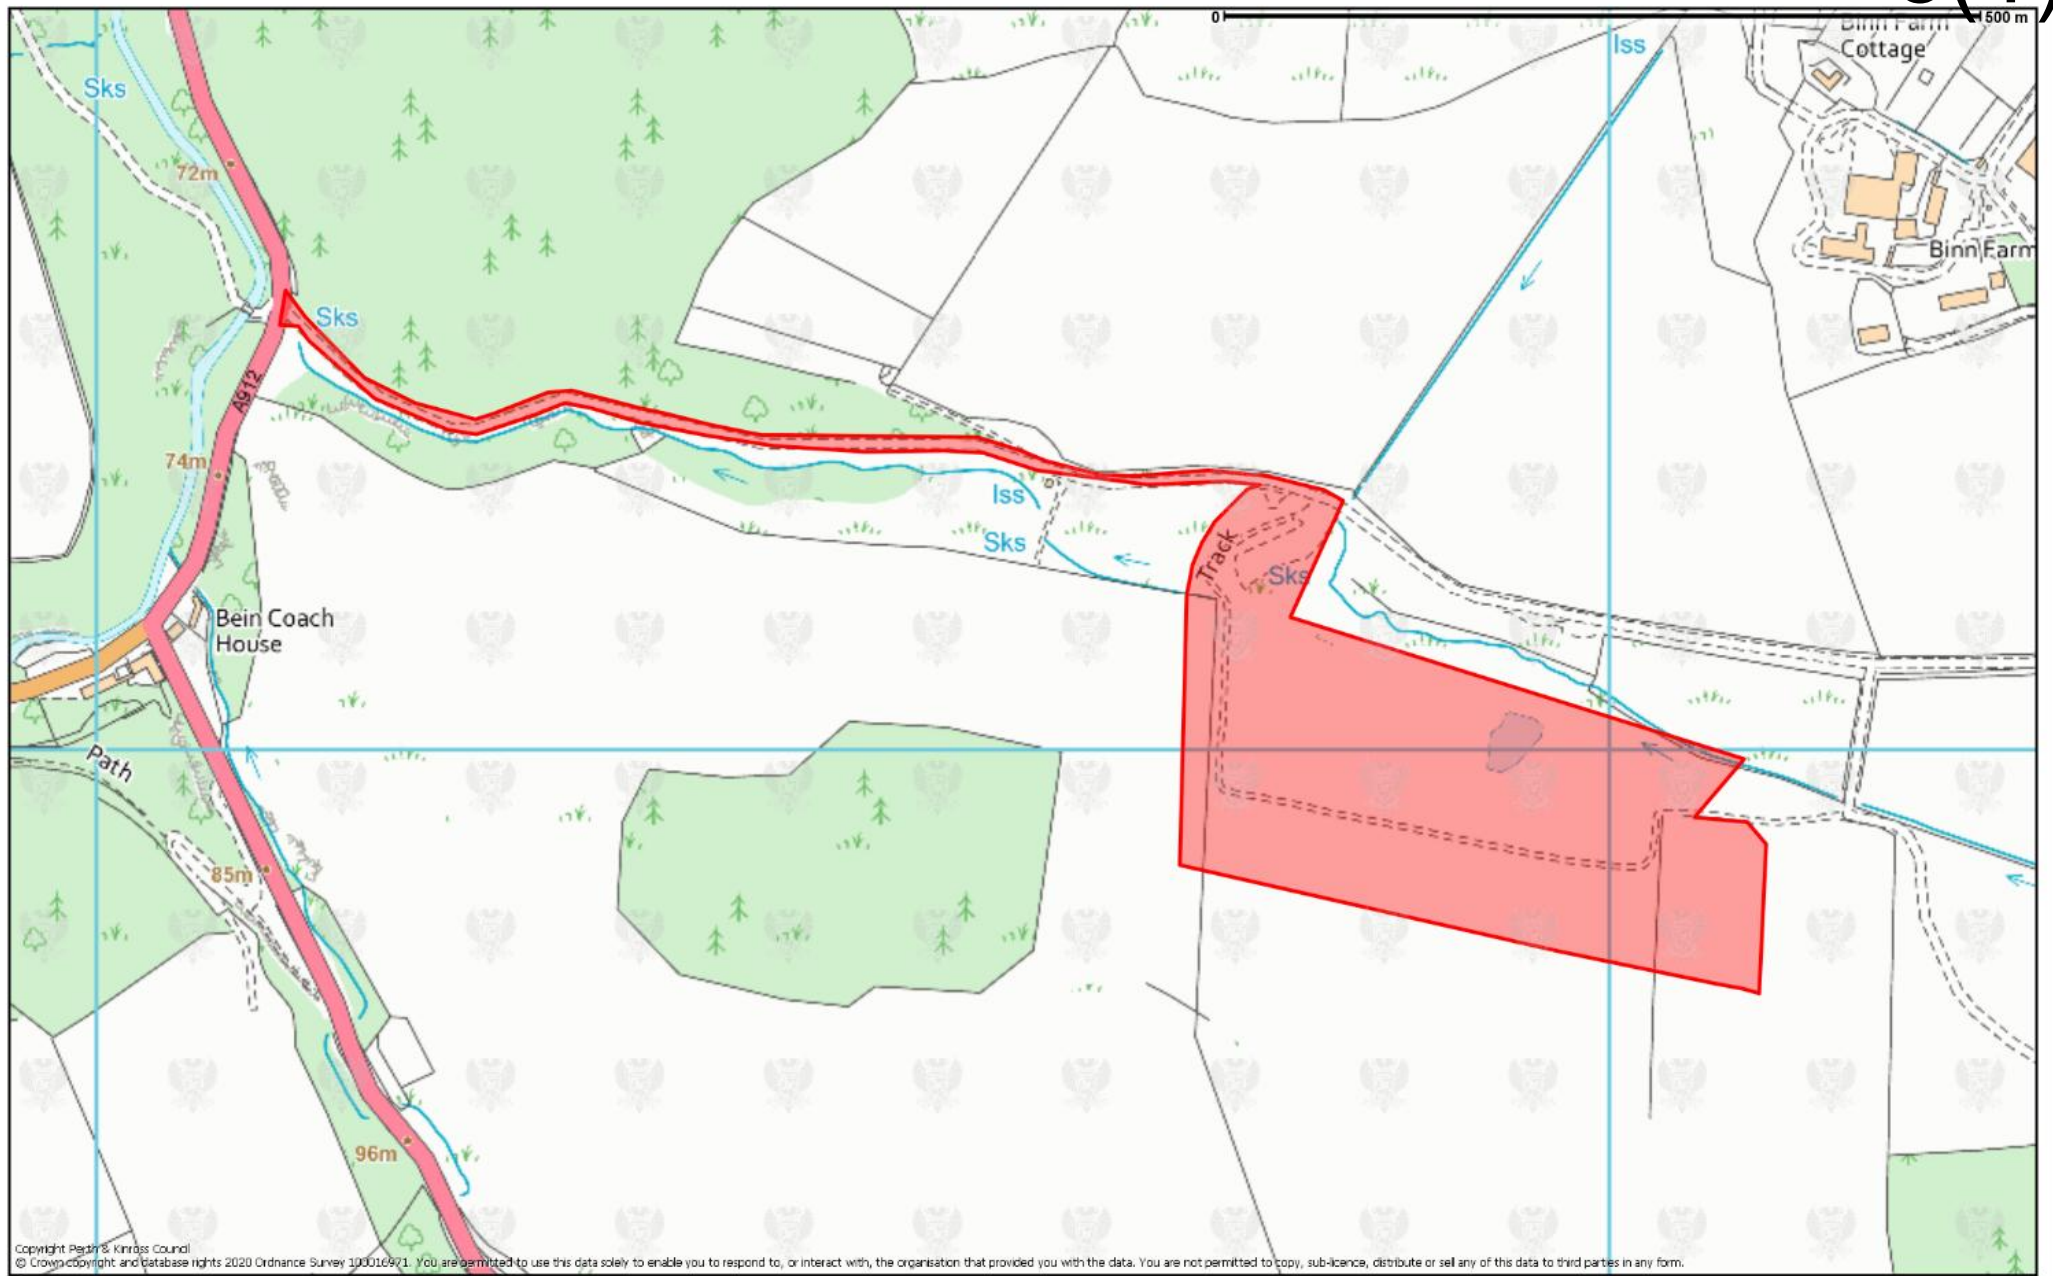 0
500 m
Binn Farm
Cottage
Iss
Sks
72m
Binn Farm
Sks
A912
74m
Iss
Sks
Track
Sks
Bein Coach
House
Path
85m
96m
Copyright Perth & Kinross Council
© Crown copyright and database rights 2020 Ordnance Survey 100016971. You are permitted to use this data solely to enable you to respond to, or interact with, the organisation that provided you with the data. You are not permitted to copy, sub-licence, distribute or sell any of this data to third parties in any form.